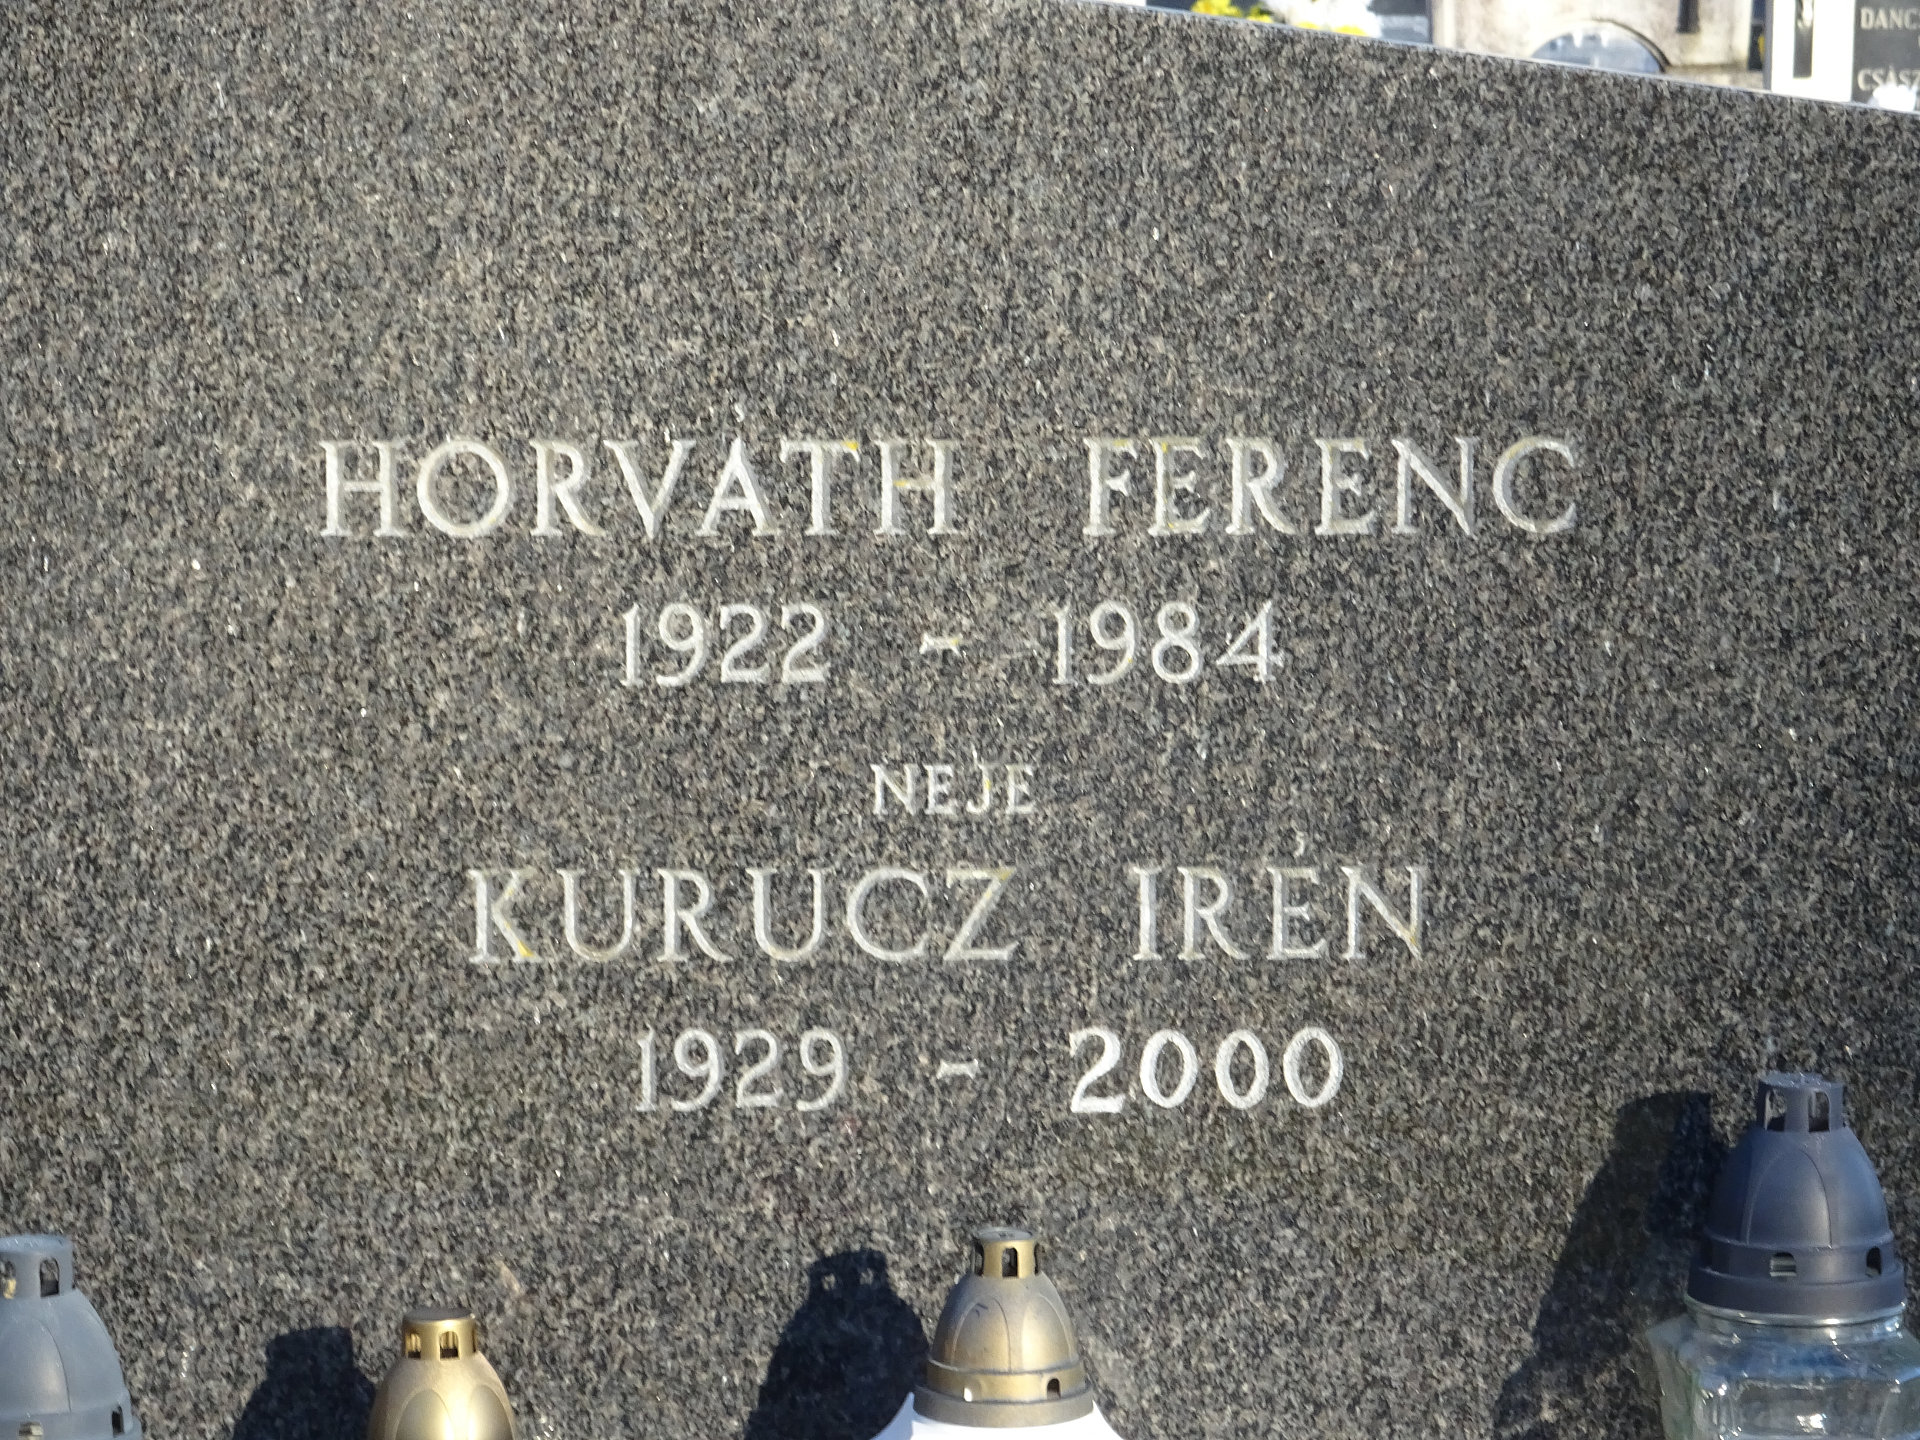 HORVÁTH FERENC
1922 - 1984
NEJE
KURUCZ IRÉN
1929 - 2000